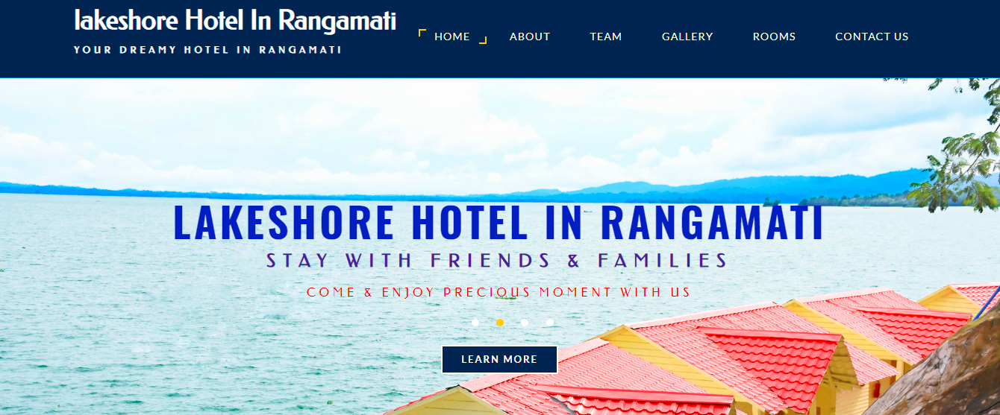 lakeshore Hotel In Rangamati
YOUR DREAMY HOTEL IN RANGAMATI
HOME ABOUT TEAM GALLERY ROOMS CONTACT US
LAKESHORE HOTEL IN RANGAMATI
STAY WITH FRIENDS & FAMILIES
COME & ENJOY PRECIOUS MOMENT WITH US
LEARN MORE